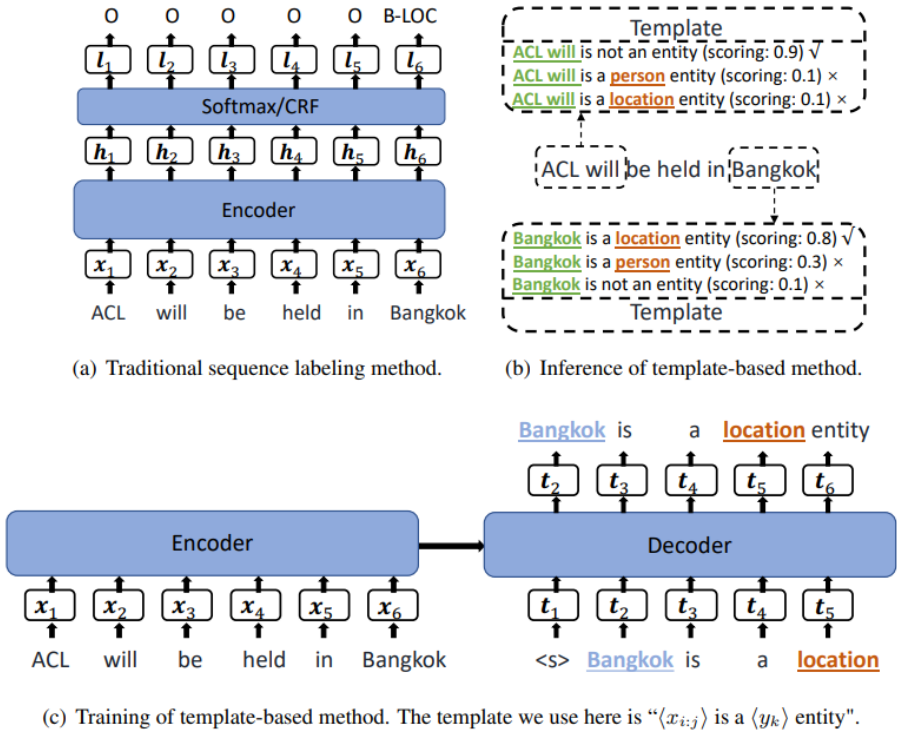 O O O O O B-LOC
l₁ l₂ l₃ l₄ l₅ l₆
Softmax/CRF
h₁ h₂ h₃ h₄ h₅ h₆
Encoder
x₁ x₂ x₃ x₄ x₅ x₆
ACL will be held in Bangkok
(a) Traditional sequence labeling method.
Template
ACL will is not an entity (scoring: 0.9) √
ACL will is a person entity (scoring: 0.1) ×
ACL will is a location entity (scoring: 0.1) ×
ACL will be held in Bangkok
Bangkok is a location entity (scoring: 0.8) √
Bangkok is a person entity (scoring: 0.3) ×
Bangkok is not an entity (scoring: 0.1) ×
Template
(b) Inference of template-based method.
Encoder
x₁ x₂ x₃ x₄ x₅ x₆
ACL will be held in Bangkok
Bangkok is a location entity
t₂ t₃ t₄ t₅ t₆
Decoder
t₁ t₂ t₃ t₄ t₅
<s> Bangkok is a location
(c) Training of template-based method. The template we use here is “⟨xᵢ:ⱼ⟩ is a ⟨yₖ⟩ entity".